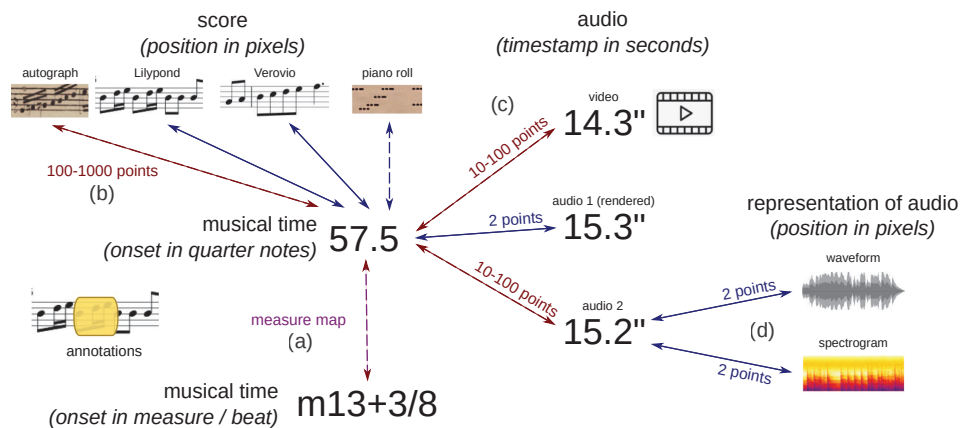 score
(position in pixels)
autograph
Lilypond
Verovio
piano roll
audio
(timestamp in seconds)
(c)
video
14.3"
10-100 points
100-1000 points
(b)
musical time
(onset in quarter notes)
57.5
2 points
audio 1 (rendered)
15.3"
10-100 points
audio 2
15.2"
representation of audio
(position in pixels)
waveform
2 points
(d)
2 points
spectrogram
annotations
measure map
(a)
musical time
(onset in measure / beat)
m13+3/8